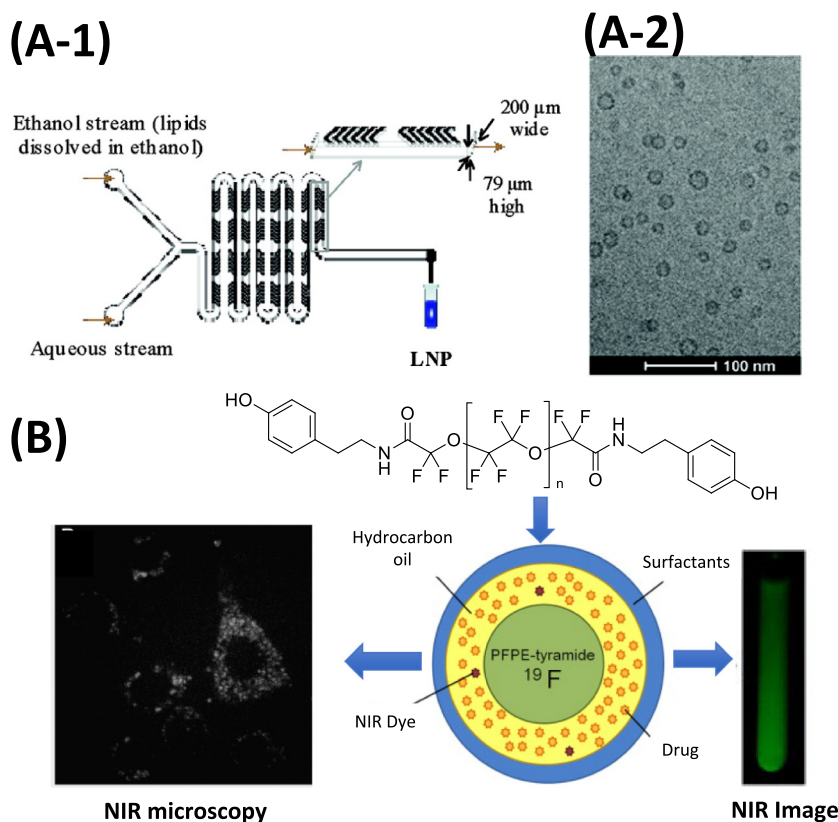 (A-1)
(A-2)
Ethanol stream (lipids
dissolved in ethanol)
200 µm
wide
79 µm
high
Aqueous stream
LNP
100 nm
(B)
HO
O
N
H
F F
O
F F
F F
O
n
F F
O
H
N
OH
Hydrocarbon
oil
Surfactants
PFPE-tyramide
19 F
NIR Dye
Drug
NIR microscopy
NIR Image